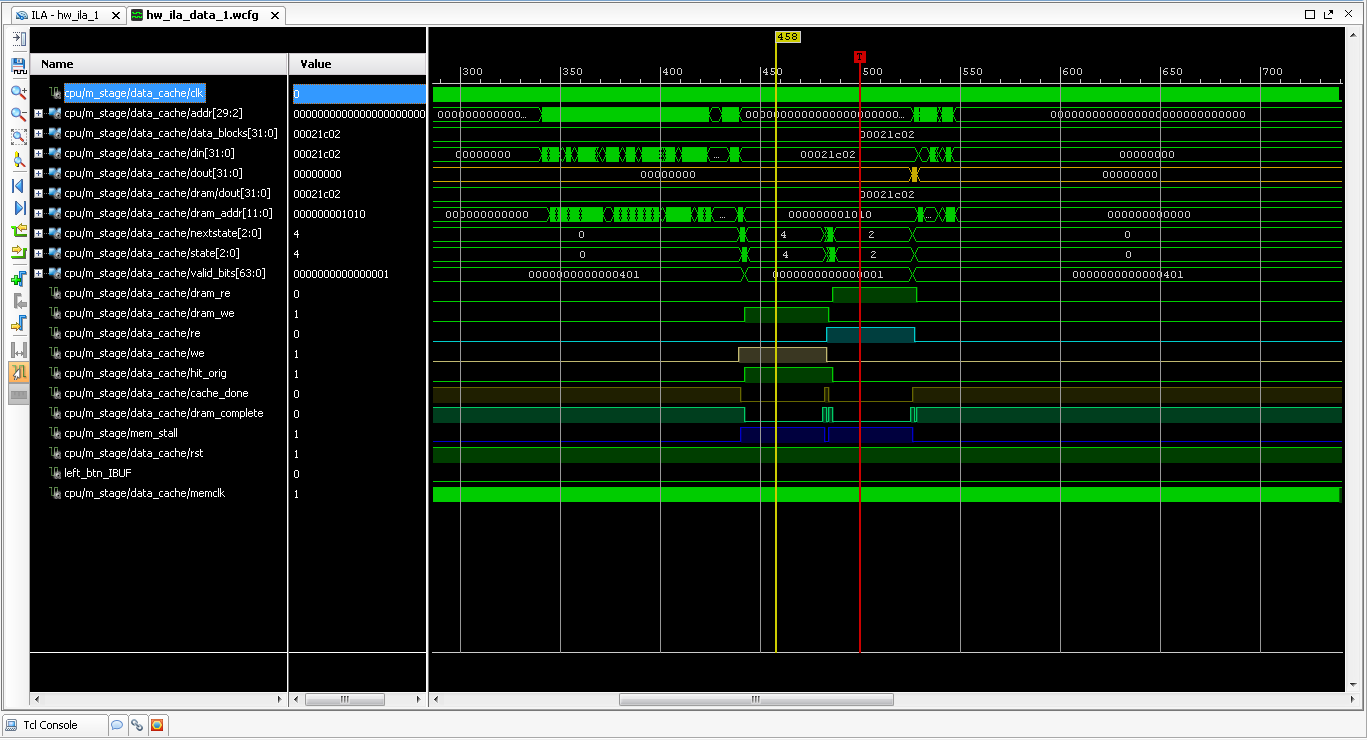 ILA - hw_ila_1 hw_ila_data_1.wcfg
458
Name Value
T
300 350 400 450 500 550 600 650 700
cpu/m_stage/data_cache/clk 0
cpu/m_stage/data_cache/addr[29:2] 00000000000000000000000 000000000000... 00000000000000000000000... 0000000000000000000000000000
cpu/m_stage/data_cache/data_blocks[31:0] 00021c02 00021c02
cpu/m_stage/data_cache/din[31:0] 00021c02 00000000 ... 00021c02 00000000
cpu/m_stage/data_cache/dout[31:0] 00000000 00000000 00000000
cpu/m_stage/data_cache/dram/dout[31:0] 00021c02 00021c02
cpu/m_stage/data_cache/dram_addr[11:0] 000000001010 000000000000 ... 000000001010 ... 000000000000
cpu/m_stage/data_cache/nextstate[2:0] 4 0 4 2 0
cpu/m_stage/data_cache/state[2:0] 4 0 4 2 0
cpu/m_stage/data_cache/valid_bits[63:0] 0000000000000001 0000000000000401 0000000000000001 0000000000000401
cpu/m_stage/data_cache/dram_re 0
cpu/m_stage/data_cache/dram_we 1
cpu/m_stage/data_cache/re 0
cpu/m_stage/data_cache/we 1
cpu/m_stage/data_cache/hit_orig 1
cpu/m_stage/data_cache/cache_done 0
cpu/m_stage/data_cache/dram_complete 0
cpu/m_stage/mem_stall 1
cpu/m_stage/data_cache/rst 1
left_btn_IBUF 0
cpu/m_stage/data_cache/memclk 1
Tcl Console